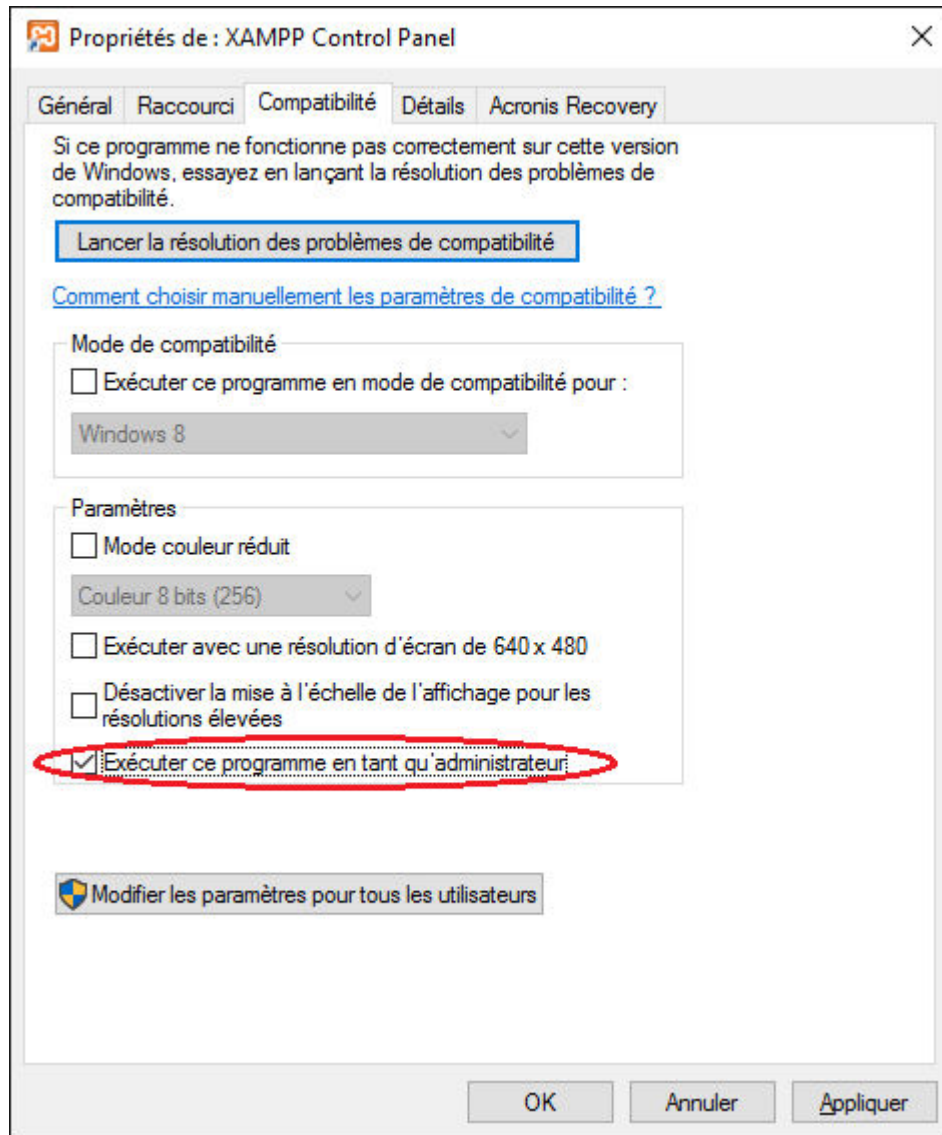 Propriétés de : XAMPP Control Panel
Général Raccourci Compatibilité Détails Acronis Recovery
Si ce programme ne fonctionne pas correctement sur cette version
de Windows, essayez en lançant la résolution des problèmes de
compatibilité.
Lancer la résolution des problèmes de compatibilité
Comment choisir manuellement les paramètres de compatibilité ?
Mode de compatibilité
Exécuter ce programme en mode de compatibilité pour :
Windows 8
Paramètres
Mode couleur réduit
Couleur 8 bits (256)
Exécuter avec une résolution d'écran de 640 x 480
Désactiver la mise à l'échelle de l'affichage pour les
résolutions élevées
Exécuter ce programme en tant qu'administrateur
Modifier les paramètres pour tous les utilisateurs
OK Annuler Appliquer